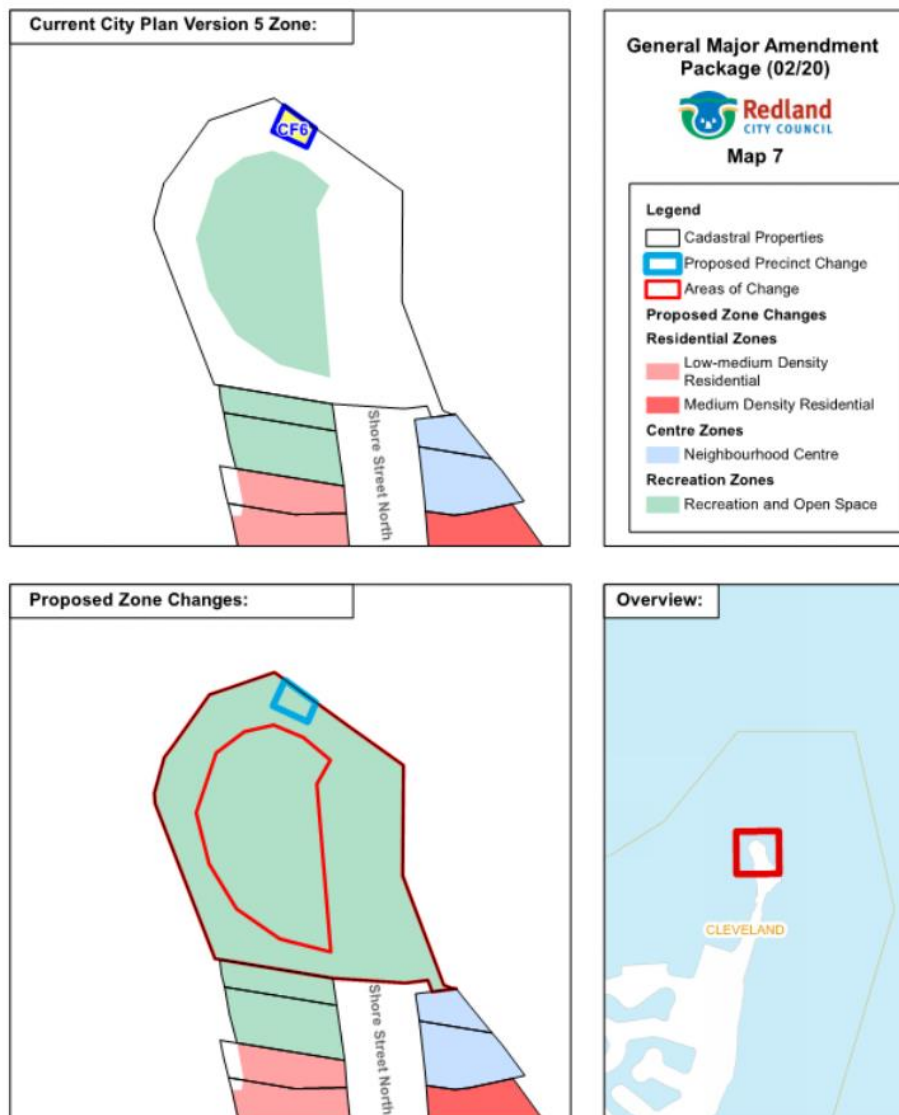 Current City Plan Version 5 Zone:
CF6
Shore Street North
General Major Amendment
Package (02/20)
Redland
CITY COUNCIL
Map 7
Legend
Cadastral Properties
Proposed Precinct Change
Areas of Change
Proposed Zone Changes
Residential Zones
Low-medium Density
Residential
Medium Density Residential
Centre Zones
Neighbourhood Centre
Recreation Zones
Recreation and Open Space
Proposed Zone Changes:
Shore Street North
Overview:
CLEVELAND